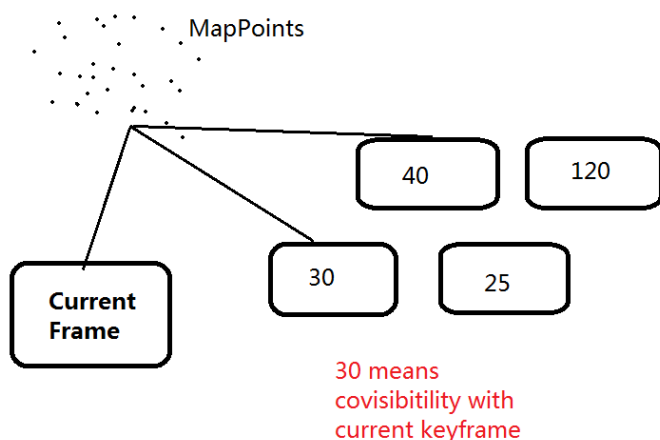 MapPoints
40
120
30
25
Current
Frame
30 means
covisibitility with
current keyframe